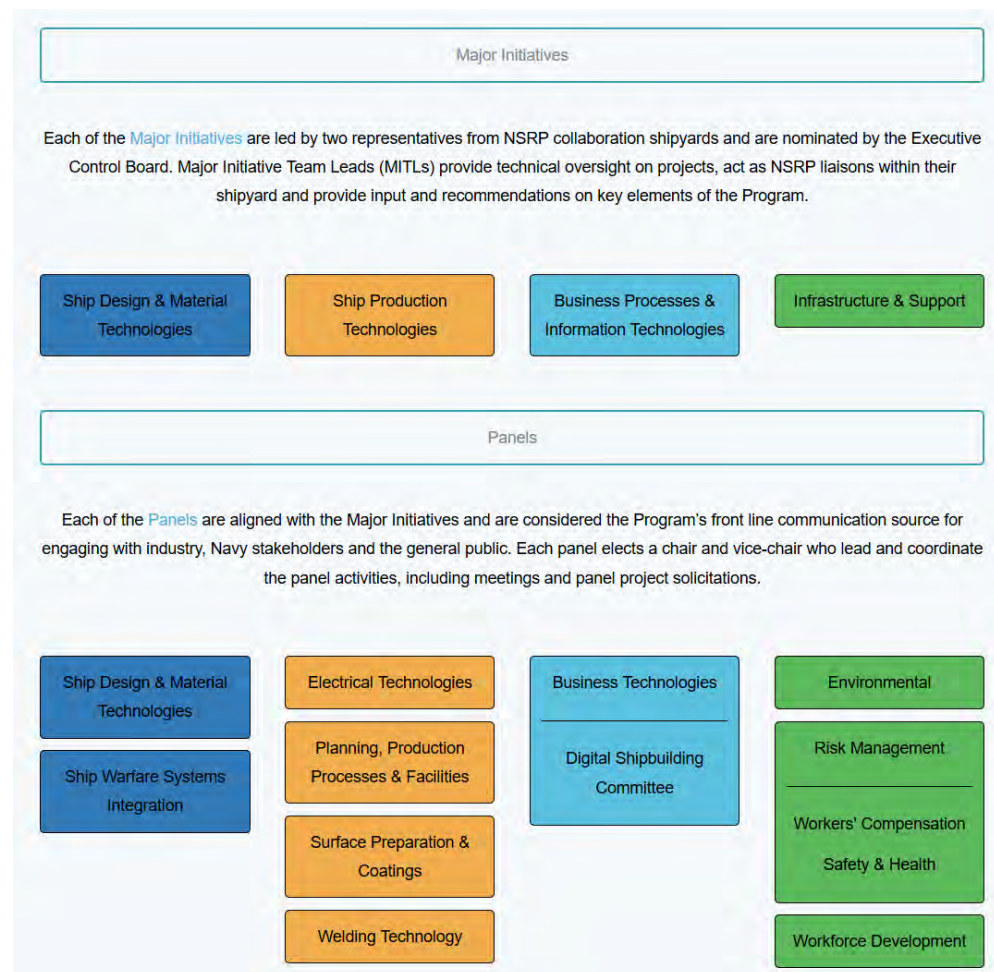 Major Initiatives
Each of the Major Initiatives are led by two representatives from NSRP collaboration shipyards and are nominated by the Executive
Control Board. Major Initiative Team Leads (MITLs) provide technical oversight on projects, act as NSRP liaisons within their
shipyard and provide input and recommendations on key elements of the Program.
Ship Design & Material
Technologies
Ship Production
Technologies
Business Processes &
Information Technologies
Infrastructure & Support
Panels
Each of the Panels are aligned with the Major Initiatives and are considered the Program's front line communication source for
engaging with industry, Navy stakeholders and the general public. Each panel elects a chair and vice-chair who lead and coordinate
the panel activities, including meetings and panel project solicitations.
Ship Design & Material
Technologies
Ship Warfare Systems
Integration
Electrical Technologies
Planning, Production
Processes & Facilities
Surface Preparation &
Coatings
Welding Technology
Business Technologies
Digital Shipbuilding
Committee
Environmental
Risk Management
Workers' Compensation
Safety & Health
Workforce Development